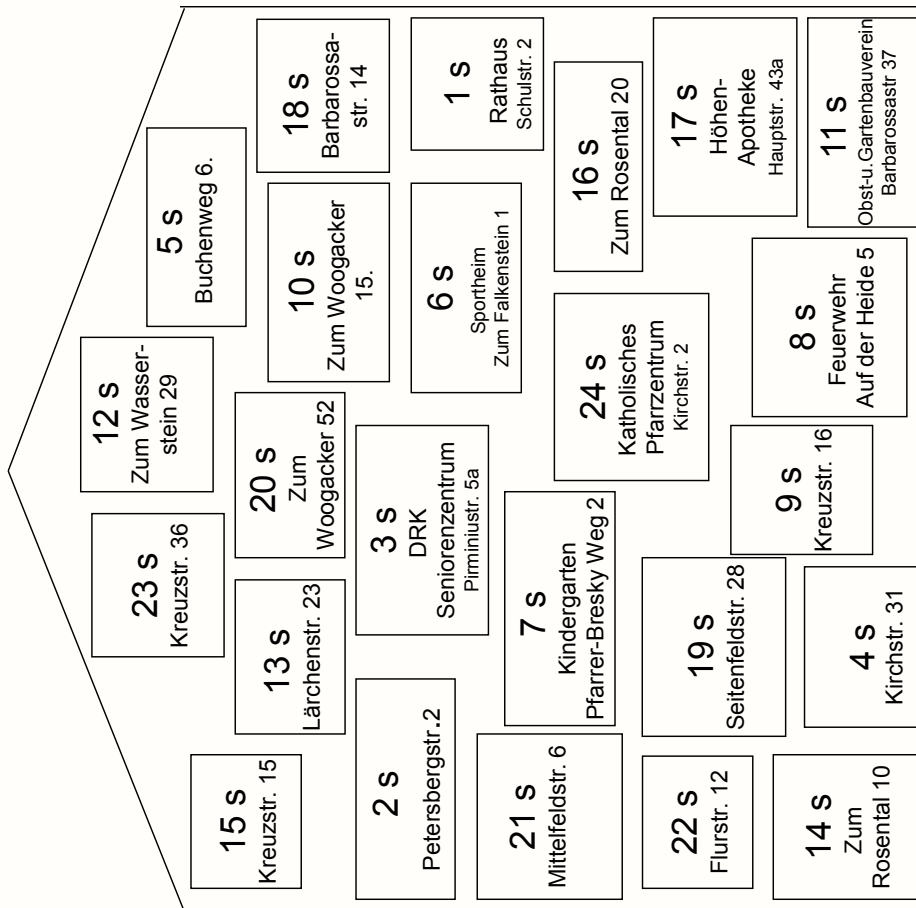 15 s
Kreuzstr. 15
23 s
Kreuzstr. 36
12 s
Zum Wasser-
stein 29
5 s
Buchenweg 6.
13 s
Lärchenstr. 23
20 s
Zum
Woogacker 52
10 s
Zum Woogacker
15.
18 s
Barbarossa-
str. 14
2 s
Petersbergstr.2
3 s
DRK
Seniorenzentrum
Pirminiustr. 5a
6 s
Sportheim
Zum Falkenstein 1
1 s
Rathaus
Schulstr. 2
21 s
Mittelfeldstr. 6
7 s
Kindergarten
Pfarrer-Bresky Weg 2
24 s
Katholisches
Pfarrzentrum
Kirchstr. 2
16 s
Zum Rosental 20
22 s
Flurstr. 12
19 s
Seitenfeldstr. 28
9 s
Kreuzstr. 16
17 s
Höhen-
Apotheke
Hauptstr. 43a
14 s
Zum
Rosental 10
4 s
Kirchstr. 31
8 s
Feuerwehr
Auf der Heide 5
11 s
Obst-u.Gartenbauverein
Barbarossastr 37